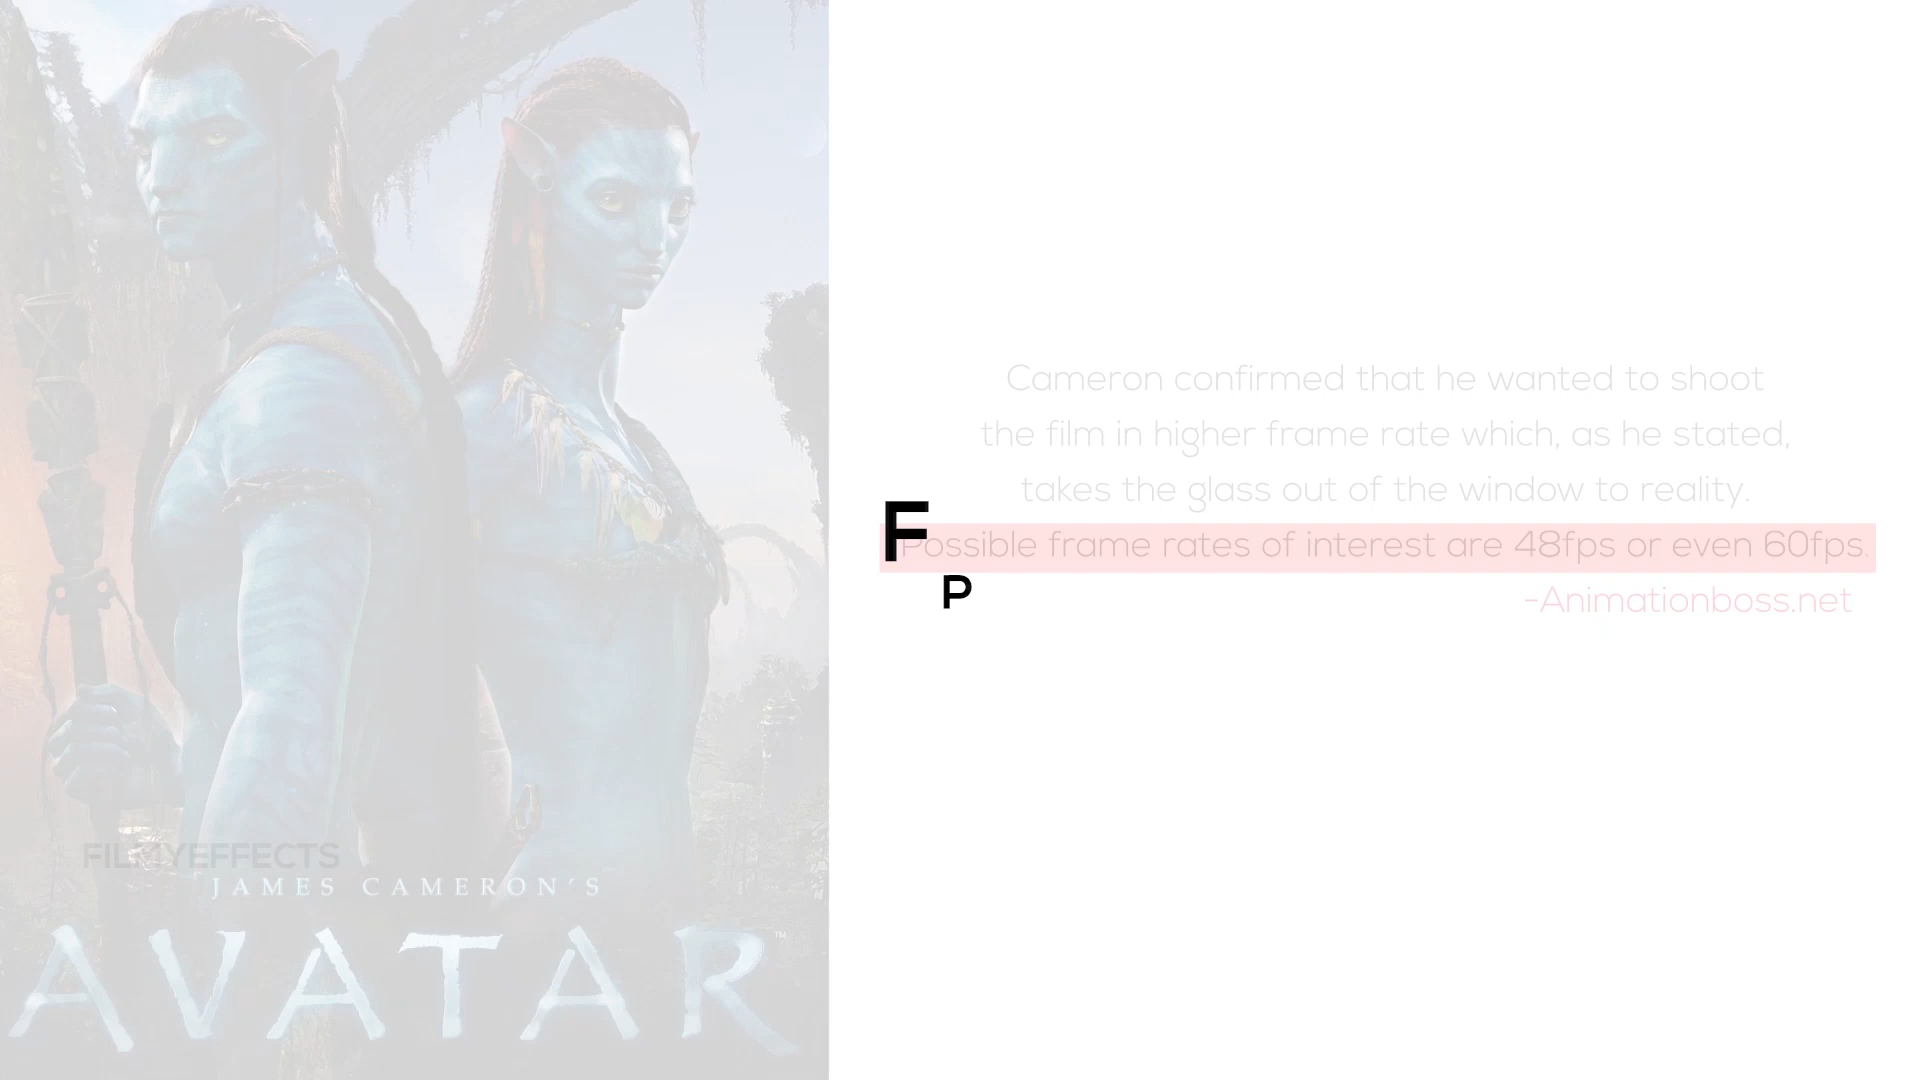 Cameron confirmed that he wanted to shoot
the film in higher frame rate which, as he stated,
takes the glass out of the window to reality.
F
Possible frame rates of interest are 48fps or even 60fps.
P
-Animationboss.net
FILMYEFFECTS
JAMES CAMERON'S
AVATAR™